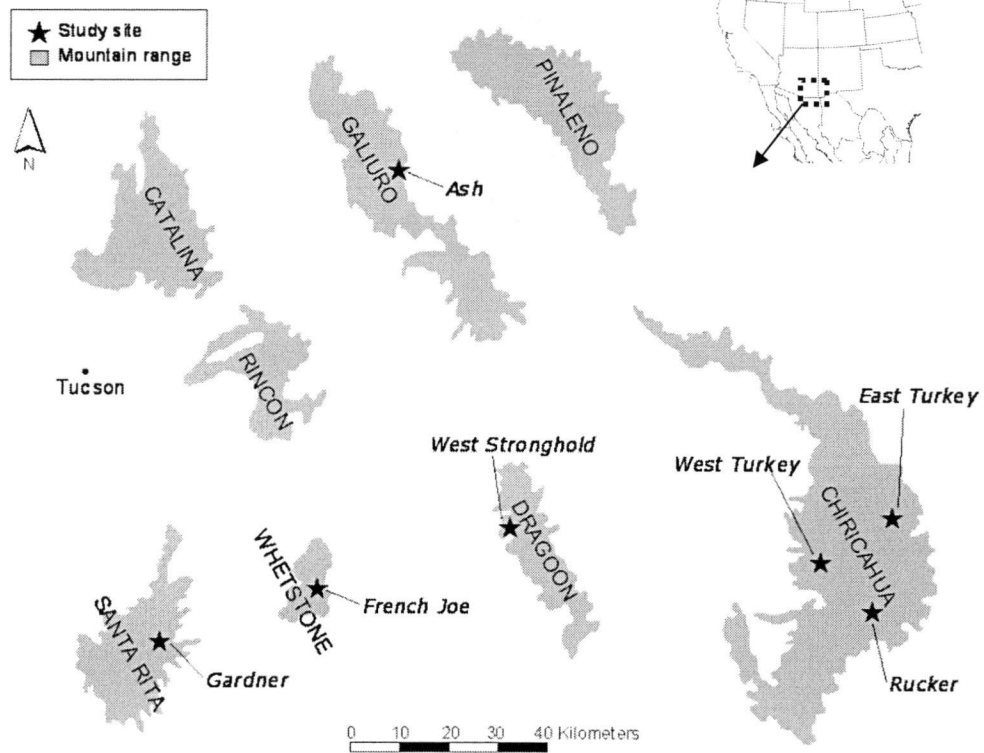 Study site
Mountain range
N
CATALINA
GALIURO
PINALENO
Ash
RINCON
Tucson
East Turkey
West Stronghold
West Turkey
CHIRICAHUA
DRAGOON
WHETSTONE
French Joe
SANTA RITA
Gardner
Rucker
0 10 20 30 40 Kilometers